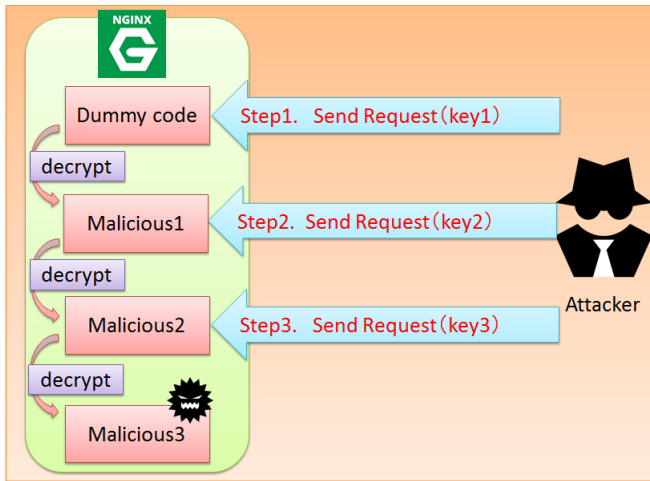 NGINX
Dummy code
Step1. Send Request(key1)
decrypt
Malicious1
Step2. Send Request(key2)
decrypt
Malicious2
Step3. Send Request(key3)
Attacker
decrypt
Malicious3